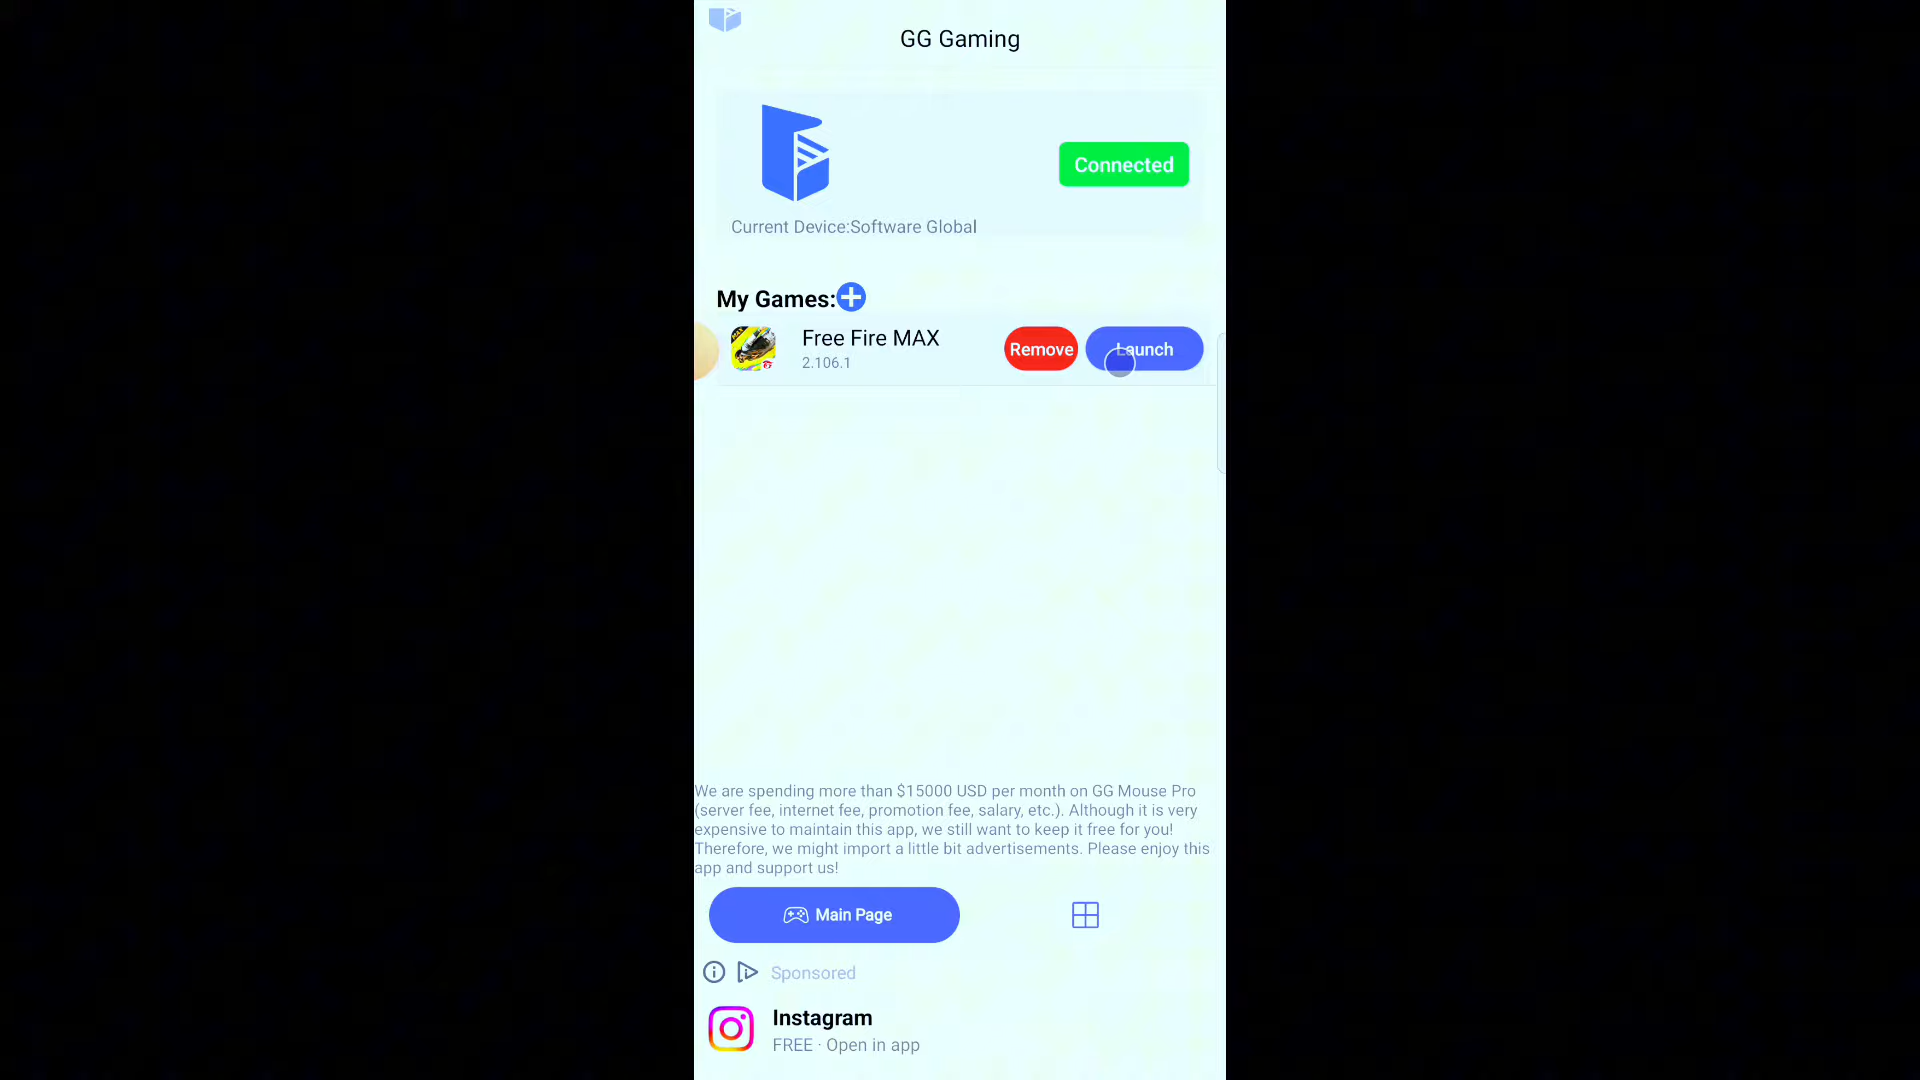 GG Gaming
Connected
Current Device:Software Global
My Games:
Free Fire MAX
2.106.1
Remove
Launch
We are spending more than $15000 USD per month on GG Mouse Pro
(server fee, internet fee, promotion fee, salary, etc.). Although it is very
expensive to maintain this app, we still want to keep it free for you!
Therefore, we might import a little bit advertisements. Please enjoy this
app and support us!
Main Page
Sponsored
Instagram
FREE · Open in app